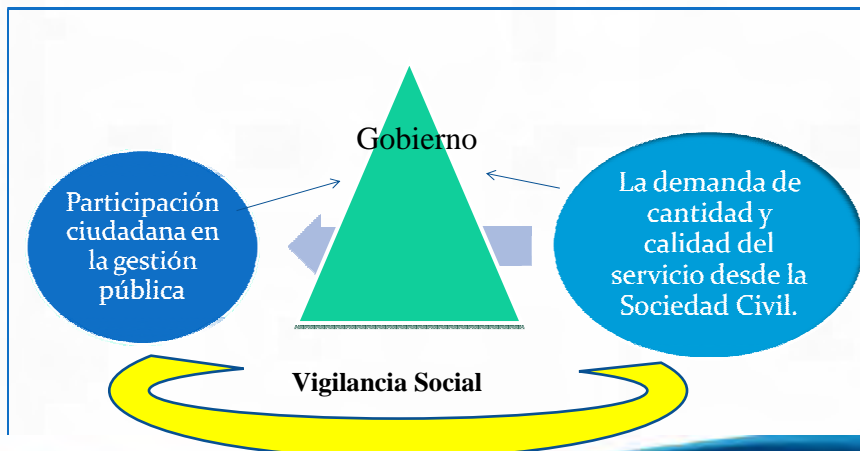 Gobierno
Participación
ciudadana en
la gestión
pública
La demanda de
cantidad y
calidad del
servicio desde la
Sociedad Civil.
Vigilancia Social